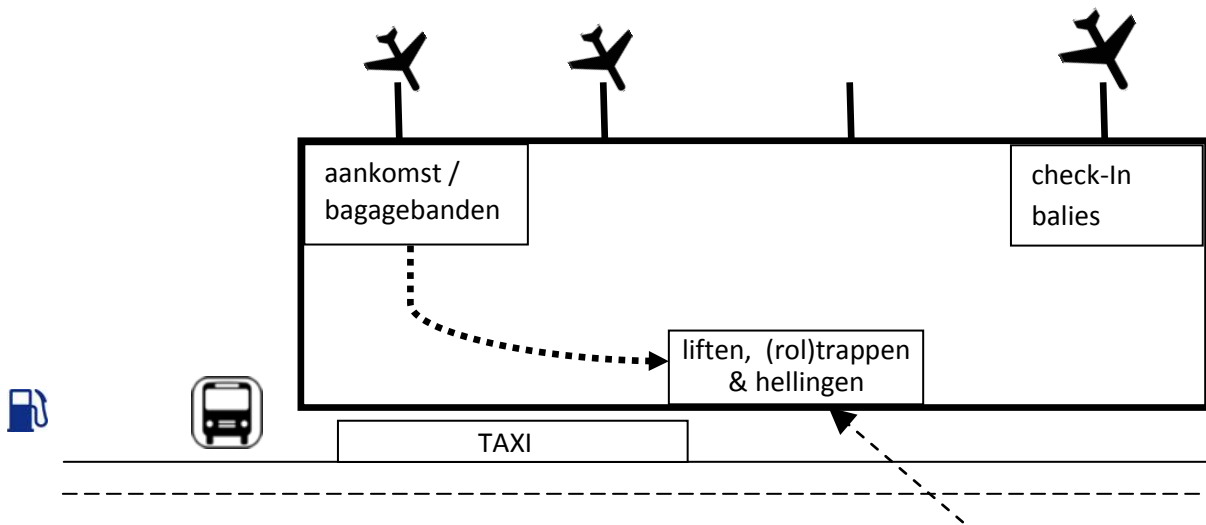 aankomst /
bagagebanden
check-In
balies
liften, (rol)trappen
& hellingen
TAXI